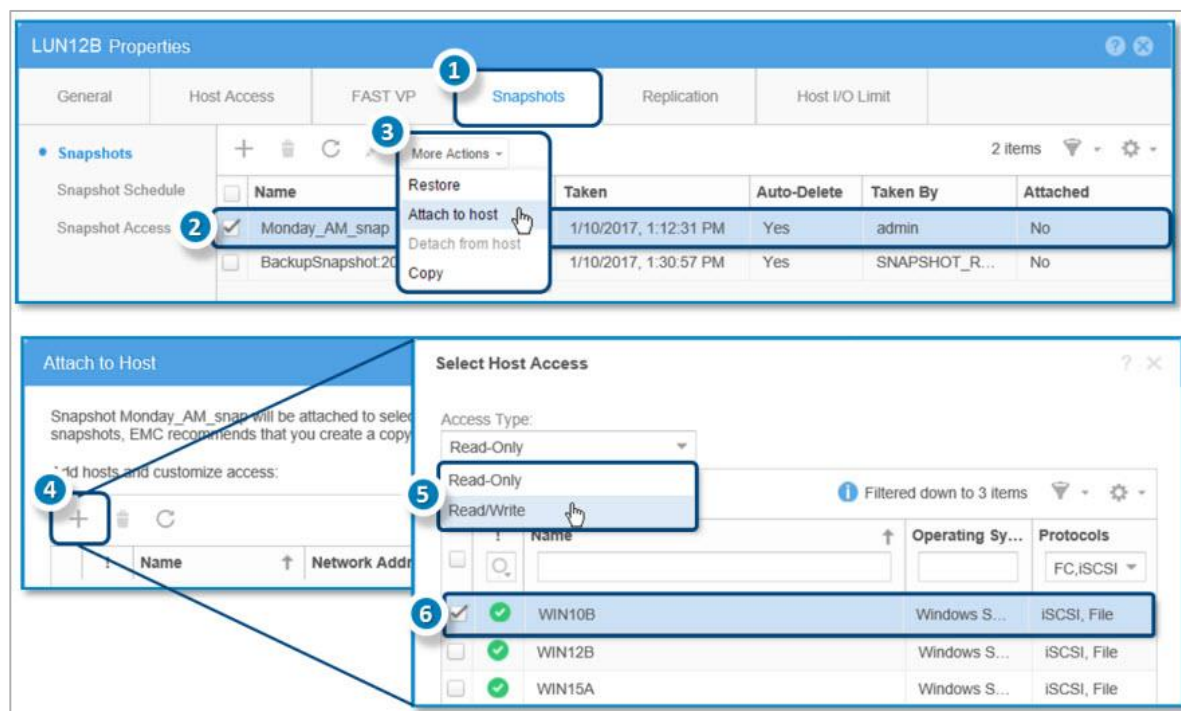 LUN12B Properties
1
General Host Access FAST VP Snapshots Replication Host I/O Limit
3
Snapshots More Actions 2 items
Snapshot Schedule Name Restore Taken Auto-Delete Taken By Attached
Snapshot Access 2 Monday_AM_snap Attach to host 1/10/2017, 1:12:31 PM Yes admin No
Detach from host
BackupSnapshot:20 1/10/2017, 1:30:57 PM Yes SNAPSHOT_R... No
Copy
Attach to Host
Snapshot Monday_AM_snap will be attached to selec
snapshots, EMC recommends that you create a copy
Add hosts and customize access:
4
! Name Network Addr
Select Host Access
Access Type:
Read-Only
5
Read-Only Filtered down to 3 items
Read/Write
! Name Operating Sy... Protocols
FC,iSCSI
6 WIN10B Windows S... iSCSI, File
WIN12B Windows S... iSCSI, File
WIN15A Windows S... iSCSI, File